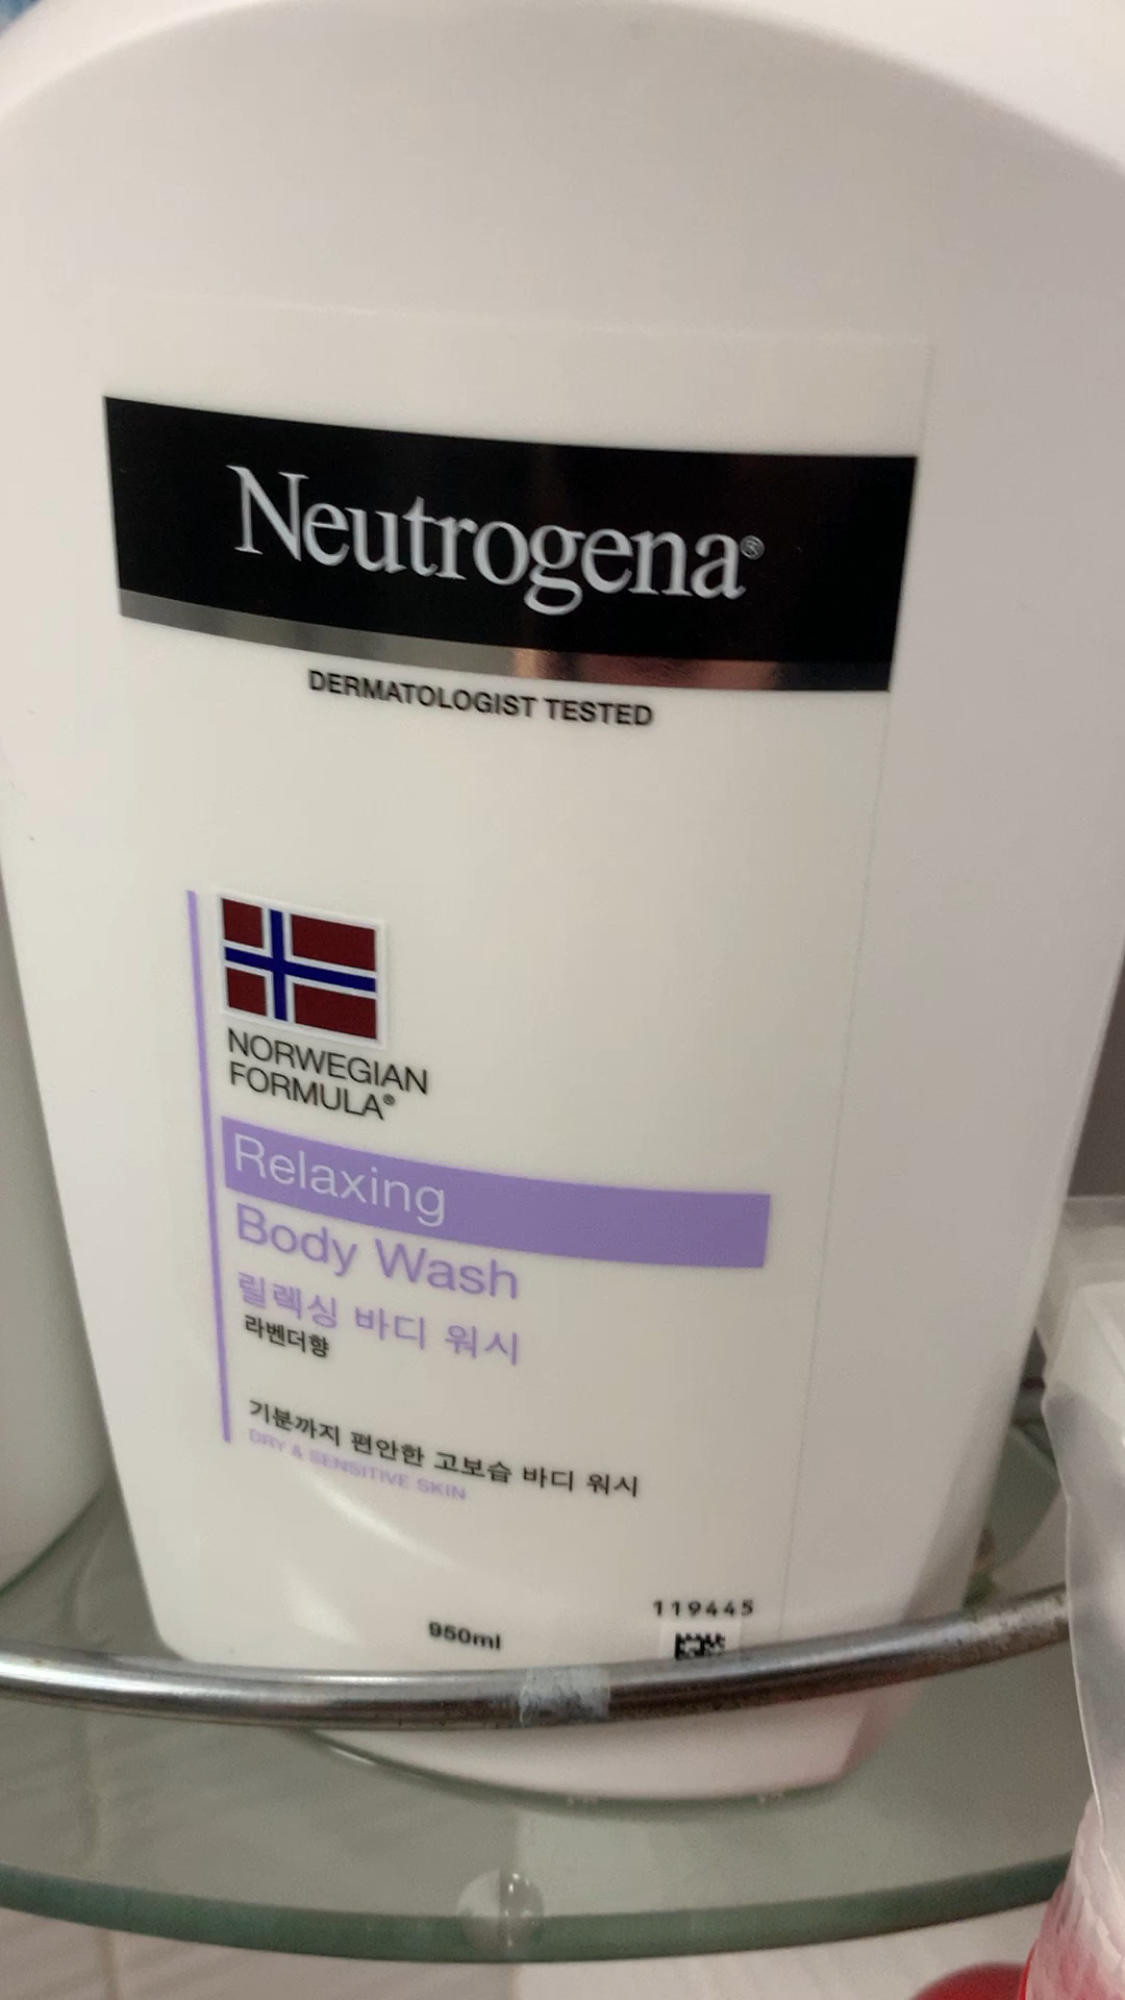 Neutrogena®
DERMATOLOGIST TESTED
NORWEGIAN
FORMULA®
Relaxing
Body Wash
릴렉싱 바디 워시
라벤더향
기분까지 편안한 고보습 바디 워시
DRY & SENSITIVE SKIN
119445
950ml